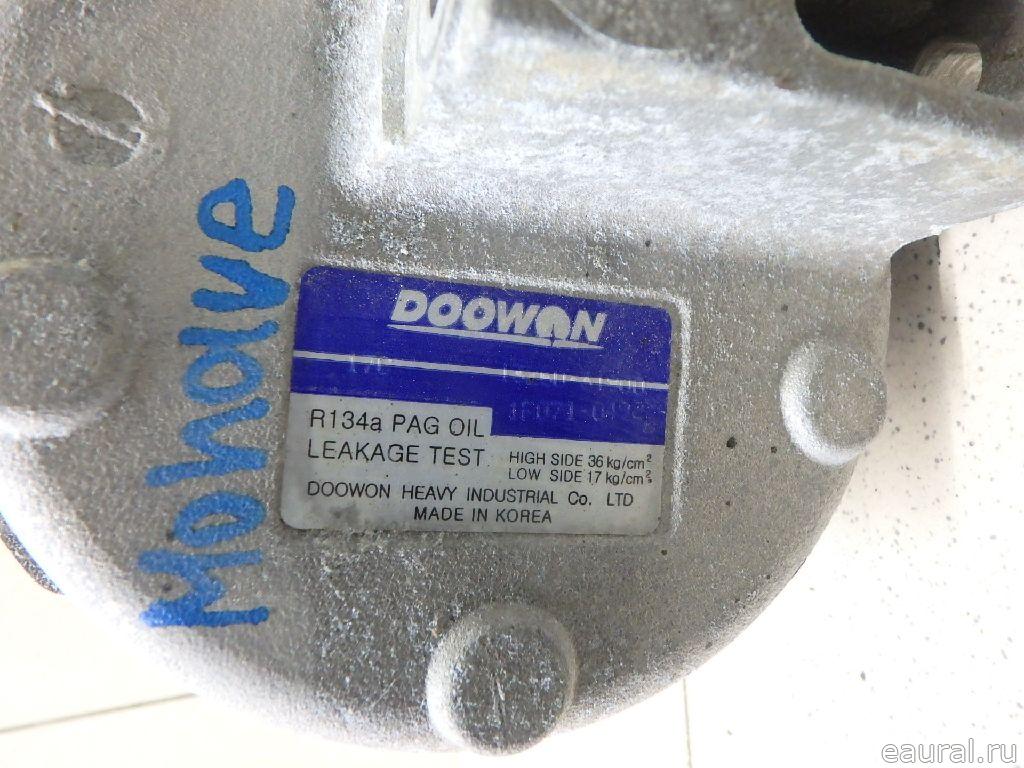 Mohave
DOOWON
R134a PAG OIL
LEAKAGE TEST
HIGH SIDE 36 kg/cm²
LOW SIDE 17 kg/cm²
DOOWON HEAVY INDUSTRIAL Co. LTD
MADE IN KOREA
eaural.ru